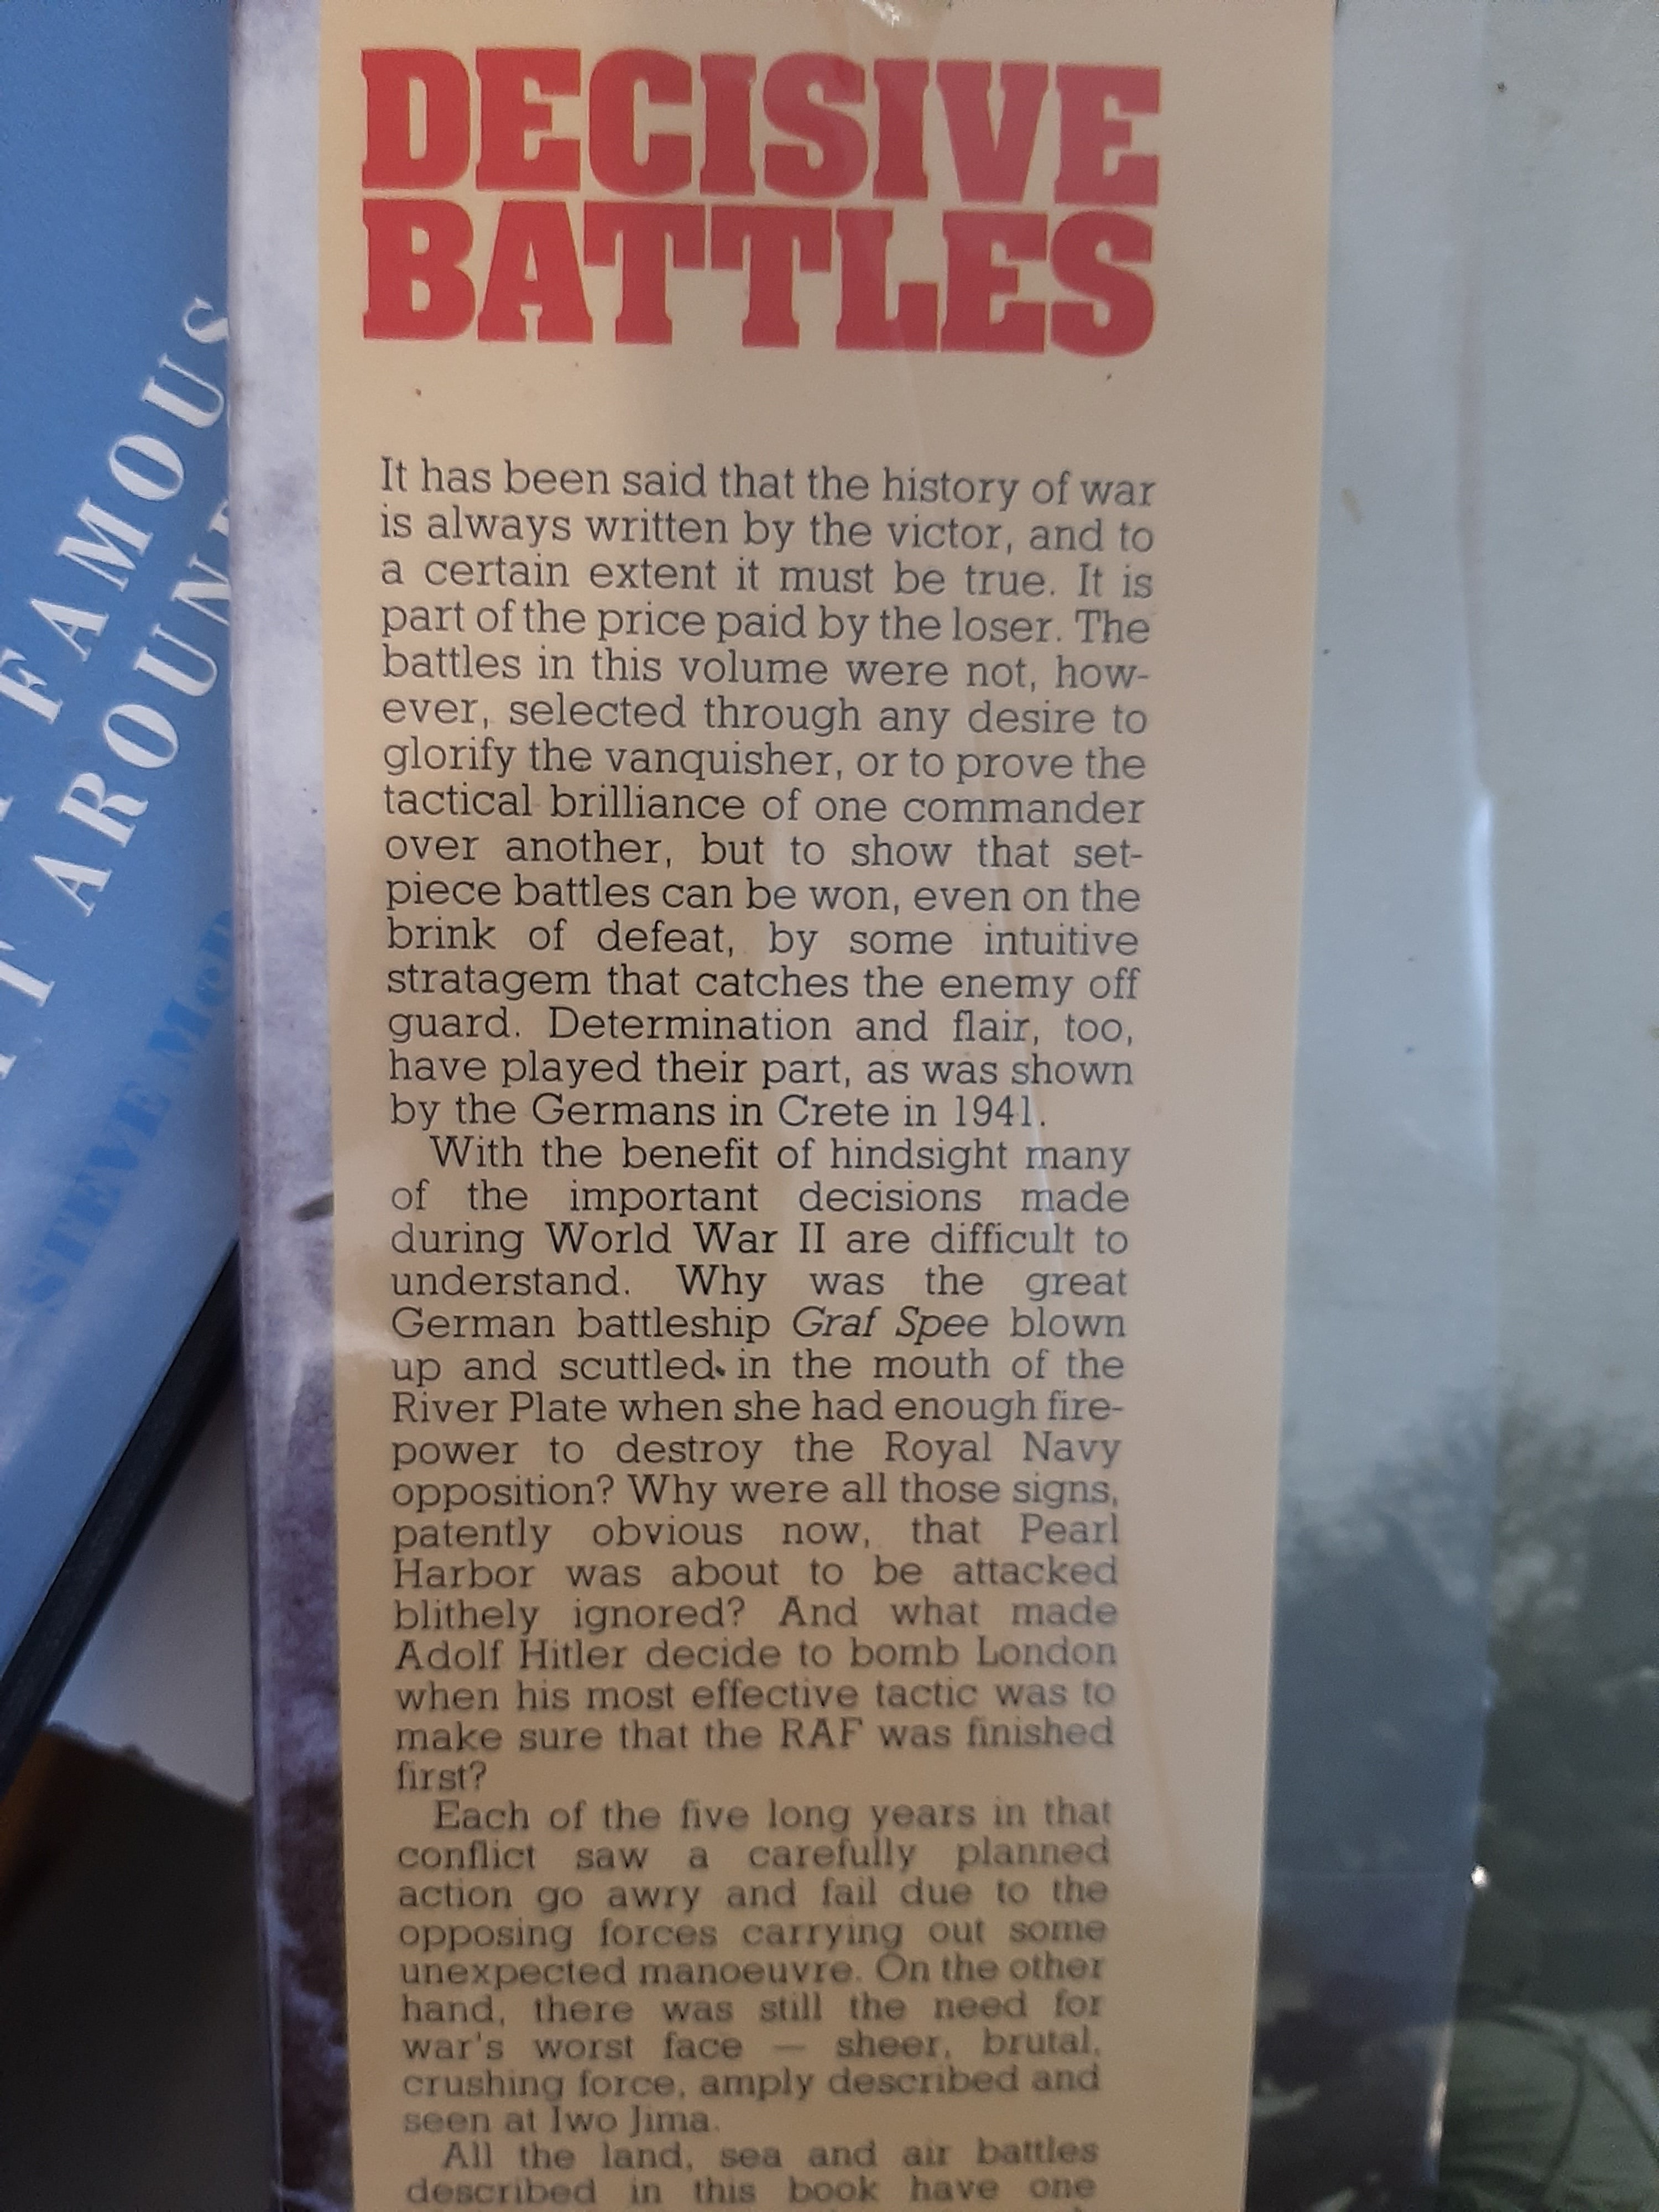 DECISIVE
BATTLES
It has been said that the history of war
is always written by the victor, and to
a certain extent it must be true. It is
part of the price paid by the loser. The
battles in this volume were not, how-
ever, selected through any desire to
glorify the vanquisher, or to prove the
tactical brilliance of one commander
over another, but to show that set-
piece battles can be won, even on the
brink of defeat, by some intuitive
stratagem that catches the enemy off
guard. Determination and flair, too,
have played their part, as was shown
by the Germans in Crete in 1941.
With the benefit of hindsight many
of the important decisions made
during World War II are difficult to
understand. Why was the great
German battleship Graf Spee blown
up and scuttled in the mouth of the
River Plate when she had enough fire-
power to destroy the Royal Navy
opposition? Why were all those signs,
patently obvious now, that Pearl
Harbor was about to be attacked
blithely ignored? And what made
Adolf Hitler decide to bomb London
when his most effective tactic was to
make sure that the RAF was finished
first?
Each of the five long years in that
conflict saw a carefully planned
action go awry and fail due to the
opposing forces carrying out some
unexpected manoeuvre. On the other
hand, there was still the need for
war's worst face — sheer, brutal,
crushing force, amply described and
seen at Iwo Jima.
All the land, sea and air battles
described in this book have one
FAMOUS
T AROUN
STEVE McD